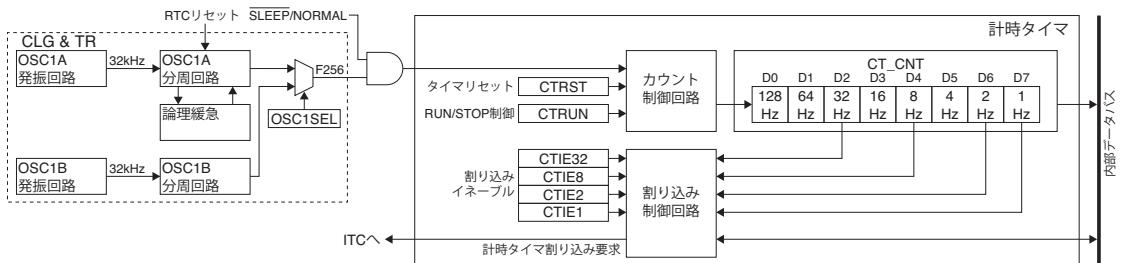 RTCリセット SLEEP/NORMAL
計時タイマ
CLG & TR
OSC1A
発振回路
32kHz
OSC1A
分周回路
F256
論理緩急
OSC1SEL
OSC1B
発振回路
32kHz
OSC1B
分周回路
タイマリセット
CTRST
RUN/STOP制御
CTRUN
カウント
制御回路
CT_CNT
D0 D1 D2 D3 D4 D5 D6 D7
128 64 32 16 8 4 2 1
Hz Hz Hz Hz Hz Hz Hz Hz
内部データバス
割り込み
イネーブル
CTIE32
CTIE8
CTIE2
CTIE1
割り込み
制御回路
ITCへ
計時タイマ割り込み要求